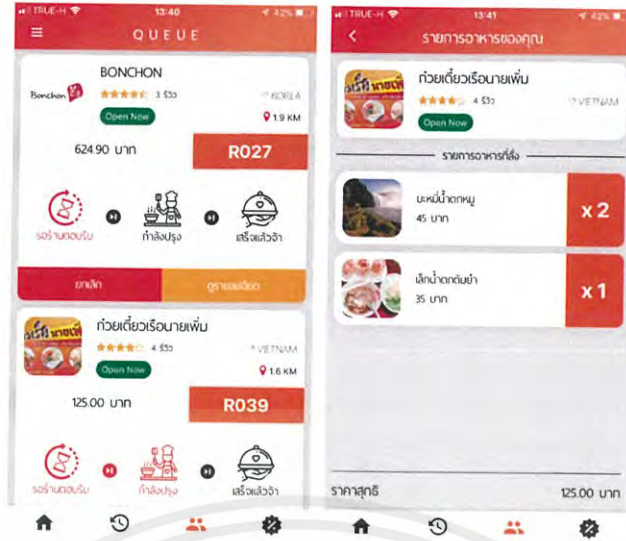 TRUE-H 13:40 42%
QUEUE
BONCHON
Bonchon 3 รีวิว KOREA
Open Now 1.9 KM
624.90 บาท R027
รอร้านตอบรับ กำลังปรุง เสร็จแล้วจ้า
ยกเลิก ดูรายละเอียด
ก๋วยเตี๋ยวเรือนายเพิ่ม
4 รีวิว VIETNAM
Open Now 1.6 KM
125.00 บาท R039
รอร้านตอบรับ กำลังปรุง เสร็จแล้วจ้า
TRUE-H 13:41 42%
รายการอาหารของคุณ
ก๋วยเตี๋ยวเรือนายเพิ่ม
4 รีวิว VIETNAM
Open Now
รายการอาหารที่สั่ง
บะหมี่น้ำตกหมู
45 บาท x 2
เล็กน้ำตกต้มยำ
35 บาท x 1
ราคาสุทธิ 125.00 บาท